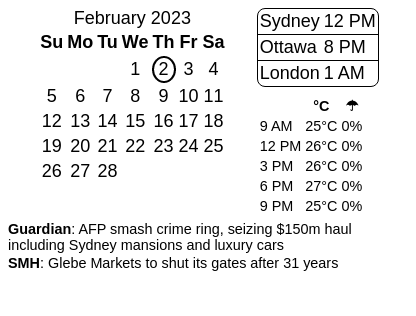 February 2023
Su Mo Tu We Th Fr Sa
1 2 3 4
5 6 7 8 9 10 11
12 13 14 15 16 17 18
19 20 21 22 23 24 25
26 27 28
Sydney 12 PM
Ottawa 8 PM
London 1 AM
°C ☂
9 AM 25°C 0%
12 PM 26°C 0%
3 PM 26°C 0%
6 PM 27°C 0%
9 PM 25°C 0%
Guardian: AFP smash crime ring, seizing $150m haul
including Sydney mansions and luxury cars
SMH: Glebe Markets to shut its gates after 31 years